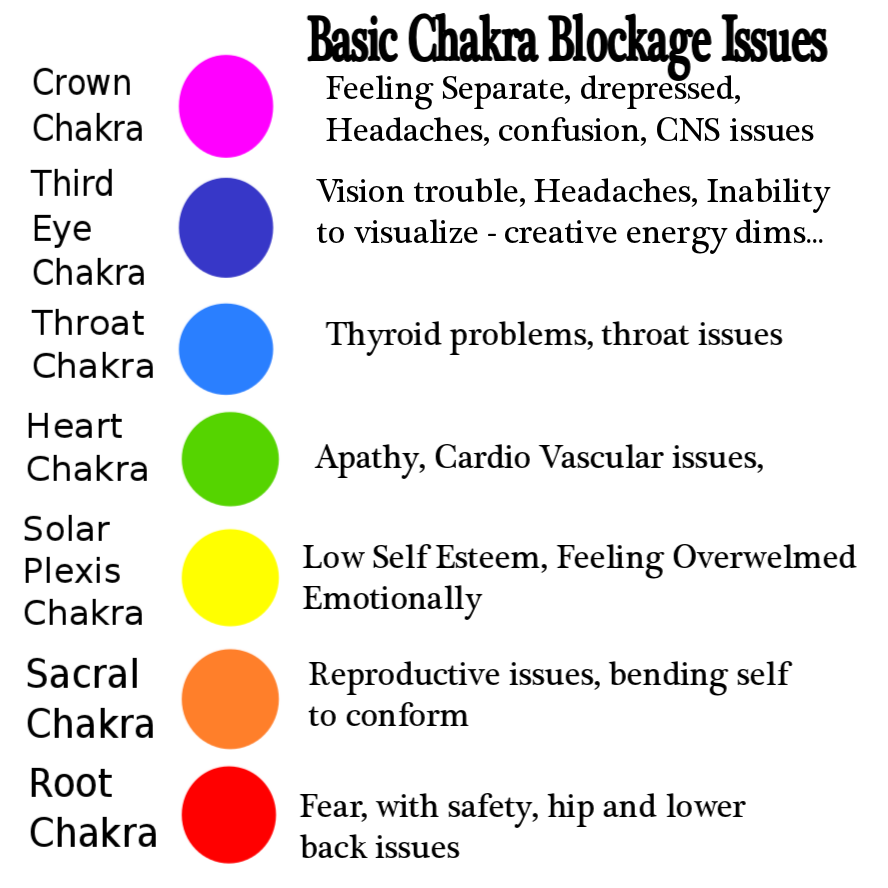 Basic Chakra Blockage Issues
Crown
Chakra
Feeling Separate, drepressed,
Headaches, confusion, CNS issues
Third
Eye
Chakra
Vision trouble, Headaches, Inability
to visualize - creative energy dims...
Throat
Chakra
Thyroid problems, throat issues
Heart
Chakra
Apathy, Cardio Vascular issues,
Solar
Plexis
Chakra
Low Self Esteem, Feeling Overwelmed
Emotionally
Sacral
Chakra
Reproductive issues, bending self
to conform
Root
Chakra
Fear, with safety, hip and lower
back issues